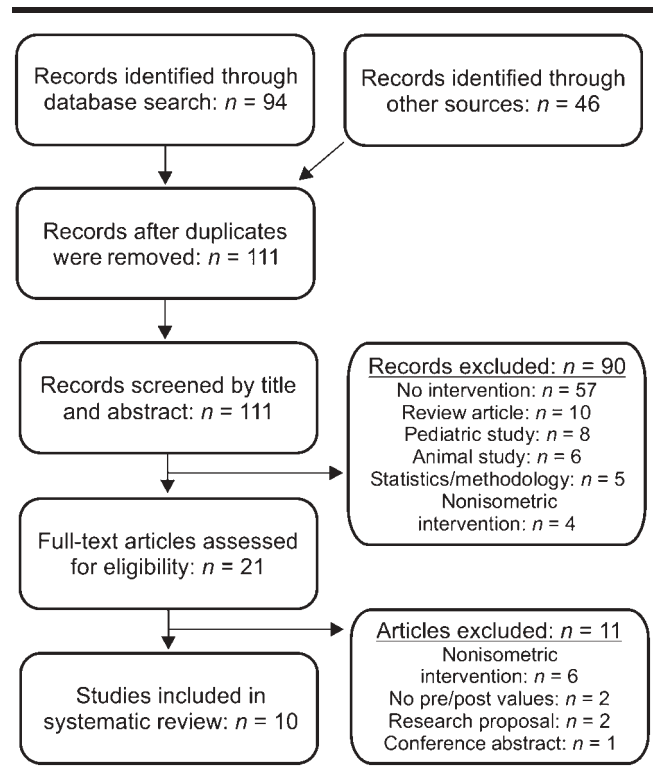 Records identified through
database search: n = 94
Records identified through
other sources: n = 46
Records after duplicates
were removed: n = 111
Records screened by title
and abstract: n = 111
Records excluded: n = 90
No intervention: n = 57
Review article: n = 10
Pediatric study: n = 8
Animal study: n = 6
Statistics/methodology: n = 5
Nonisometric
intervention: n = 4
Full-text articles assessed
for eligibility: n = 21
Articles excluded: n = 11
Nonisometric
intervention: n = 6
No pre/post values: n = 2
Research proposal: n = 2
Conference abstract: n = 1
Studies included in
systematic review: n = 10